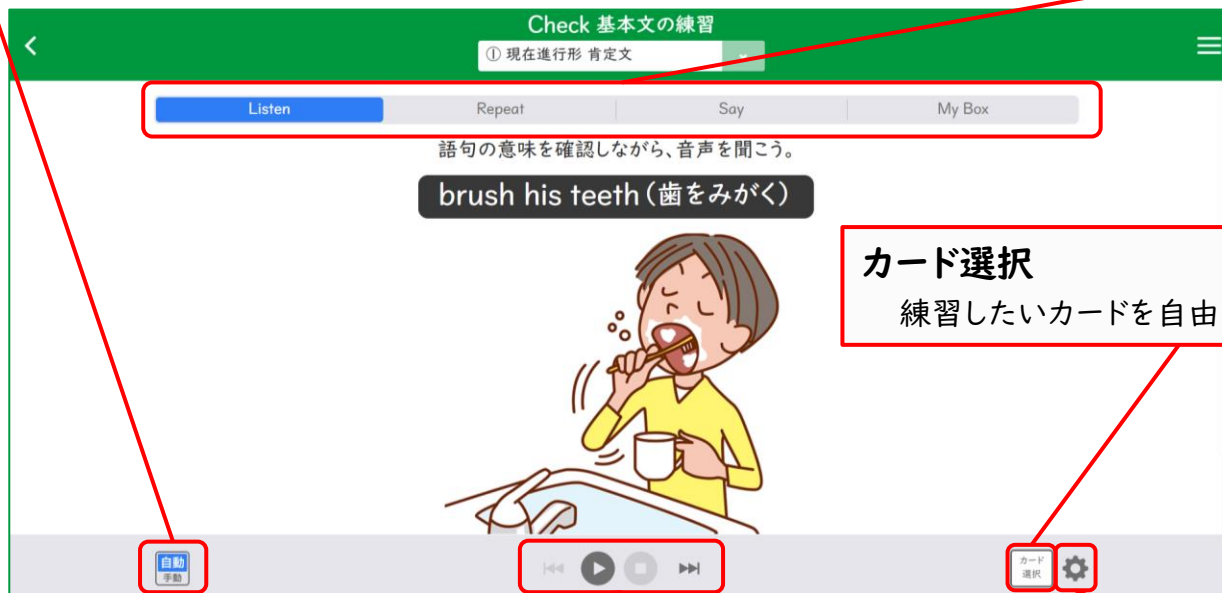 Check 基本文の練習
① 現在進行形 肯定文
Listen
Repeat
Say
My Box
語句の意味を確認しながら、音声を聞こう。
brush his teeth(歯をみがく)
カード選択
練習したいカードを自由
自動
手動
カード
選択